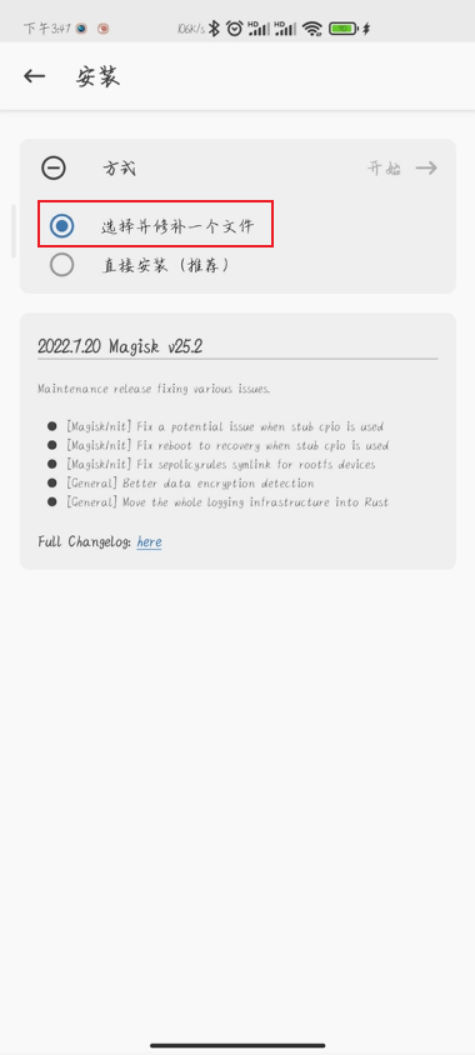 下午3:47 106K/s HD HD
安装
方式 开始
选择并修补一个文件
直接安装（推荐）
2022.7.20 Magisk v25.2
Maintenance release fixing various issues.
[MagiskInit] Fix a potential issue when stub cpio is used
[MagiskInit] Fix reboot to recovery when stub cpio is used
[MagiskInit] Fix sepolicy.rules symlink for rootfs devices
[General] Better data encryption detection
[General] Move the whole logging infrastructure into Rust
Full Changelog: here